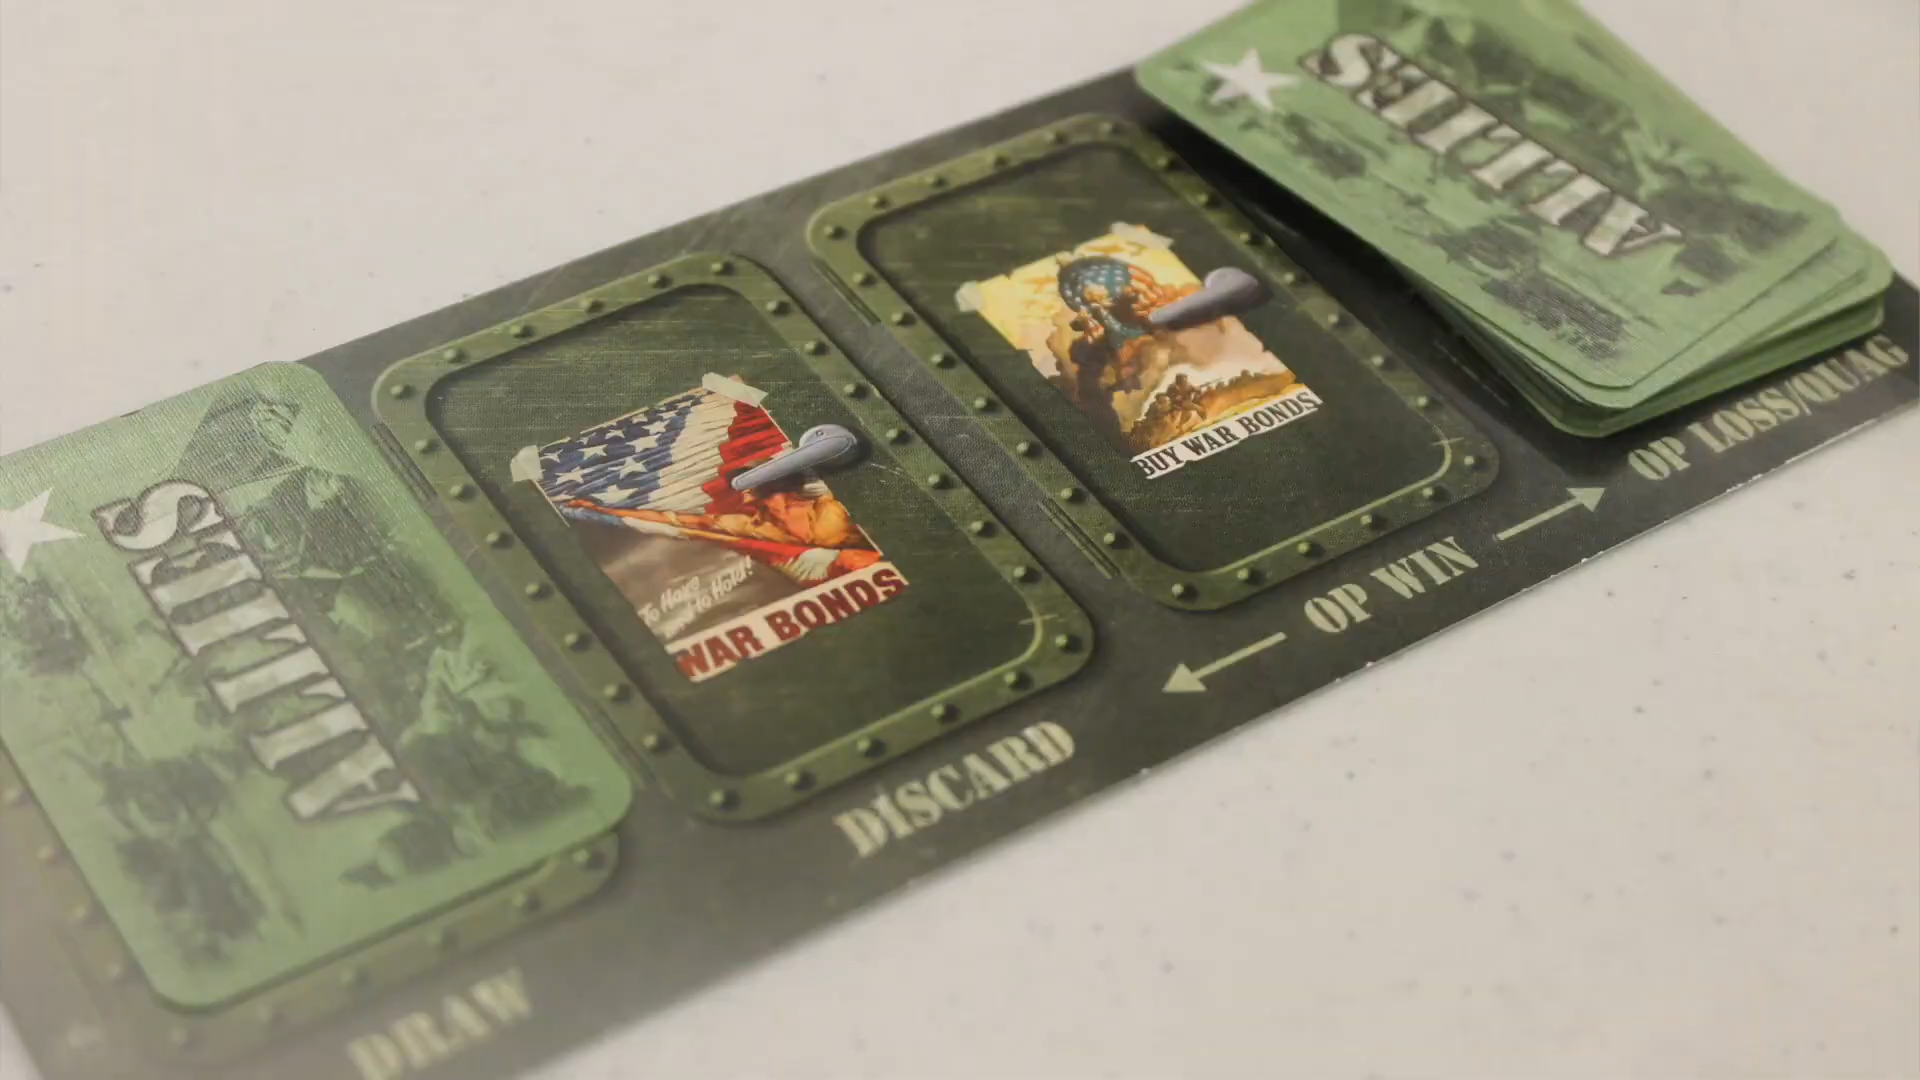 ALLIES
DRAW
To Have
and to Hold!
WAR BONDS
DISCARD
BUY WAR BONDS
OP WIN
ALLIES
OP LOSS/QUAG